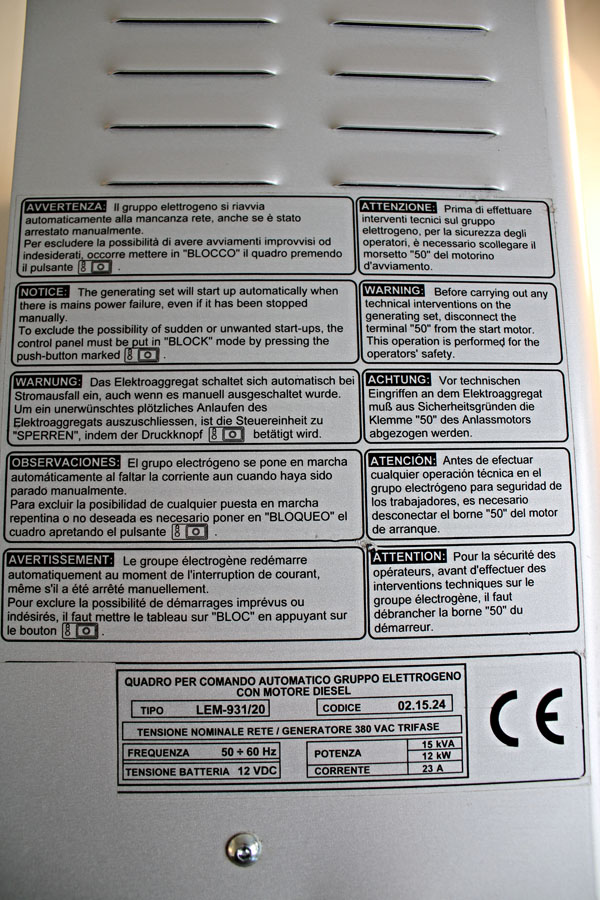 AVVERTENZA: Il gruppo elettrogeno si riavvia
automaticamente alla mancanza rete, anche se è stato
arrestato manualmente.
Per escludere la possibilità di avere avviamenti improvvisi od
indesiderati, occorre mettere in "BLOCCO" il quadro premendo
il pulsante .
ATTENZIONE: Prima di effettuare
interventi tecnici sul gruppo
elettrogeno, per la sicurezza degli
operatori, è necessario scollegare il
morsetto "50" del motorino
d'avviamento.
NOTICE: The generating set will start up automatically when
there is mains power failure, even if it has been stopped
manually.
To exclude the possibility of sudden or unwanted start-ups, the
control panel must be put in "BLOCK" mode by pressing the
push-button marked .
WARNING: Before carrying out any
technical interventions on the
generating set, disconnect the
terminal "50" from the start motor.
This operation is performed for the
operators' safety.
WARNUNG: Das Elektroaggregat schaltet sich automatisch bei
Stromausfall ein, auch wenn es manuell ausgeschaltet wurde.
Um ein unerwünschtes plötzliches Anlaufen des
Elektroaggregats auszuschliessen, ist die Steuereinheit zu
"SPERREN", indem der Druckknopf betätigt wird.
ACHTUNG: Vor technischen
Eingriffen an dem Elektroaggregat
muß aus Sicherheitsgründen die
Klemme "50" des Anlassmotors
abgezogen werden.
OBSERVACIONES: El grupo electrógeno se pone en marcha
automáticamente al faltar la corriente aun cuando haya sido
parado manualmente.
Para excluir la posibilidad de cualquier puesta en marcha
repentina o no deseada es necesario poner en "BLOQUEO" el
cuadro apretando el pulsante .
ATENCIÓN: Antes de efectuar
cualquier operación técnica en el
grupo electrógeno para seguridad de
los trabajadores, es necesario
desconectar el borne "50" del motor
de arranque.
AVERTISSEMENT: Le groupe électrogène redémarre
automatiquement au moment de l'interruption de courant,
même s'il a été arrêté manuellement.
Pour exclure la possibilité de démarrages imprévus ou
indésirés, il faut mettre le tableau sur "BLOC" en appuyant sur
le bouton .
ATTENTION: Pour la sécurité des
opérateurs, avant d'effectuer des
interventions techniques sur le
groupe électrogène, il faut
débrancher la borne "50" du
démarreur.
QUADRO PER COMANDO AUTOMATICO GRUPPO ELETTROGENO
CON MOTORE DIESEL
TIPO LEM-931/20 CODICE 02.15.24
TENSIONE NOMINALE RETE / GENERATORE 380 VAC TRIFASE
FREQUENZA 50 ÷ 60 Hz
TENSIONE BATTERIA 12 VDC
POTENZA 15 kVA
12 kW
CORRENTE 23 A
CE